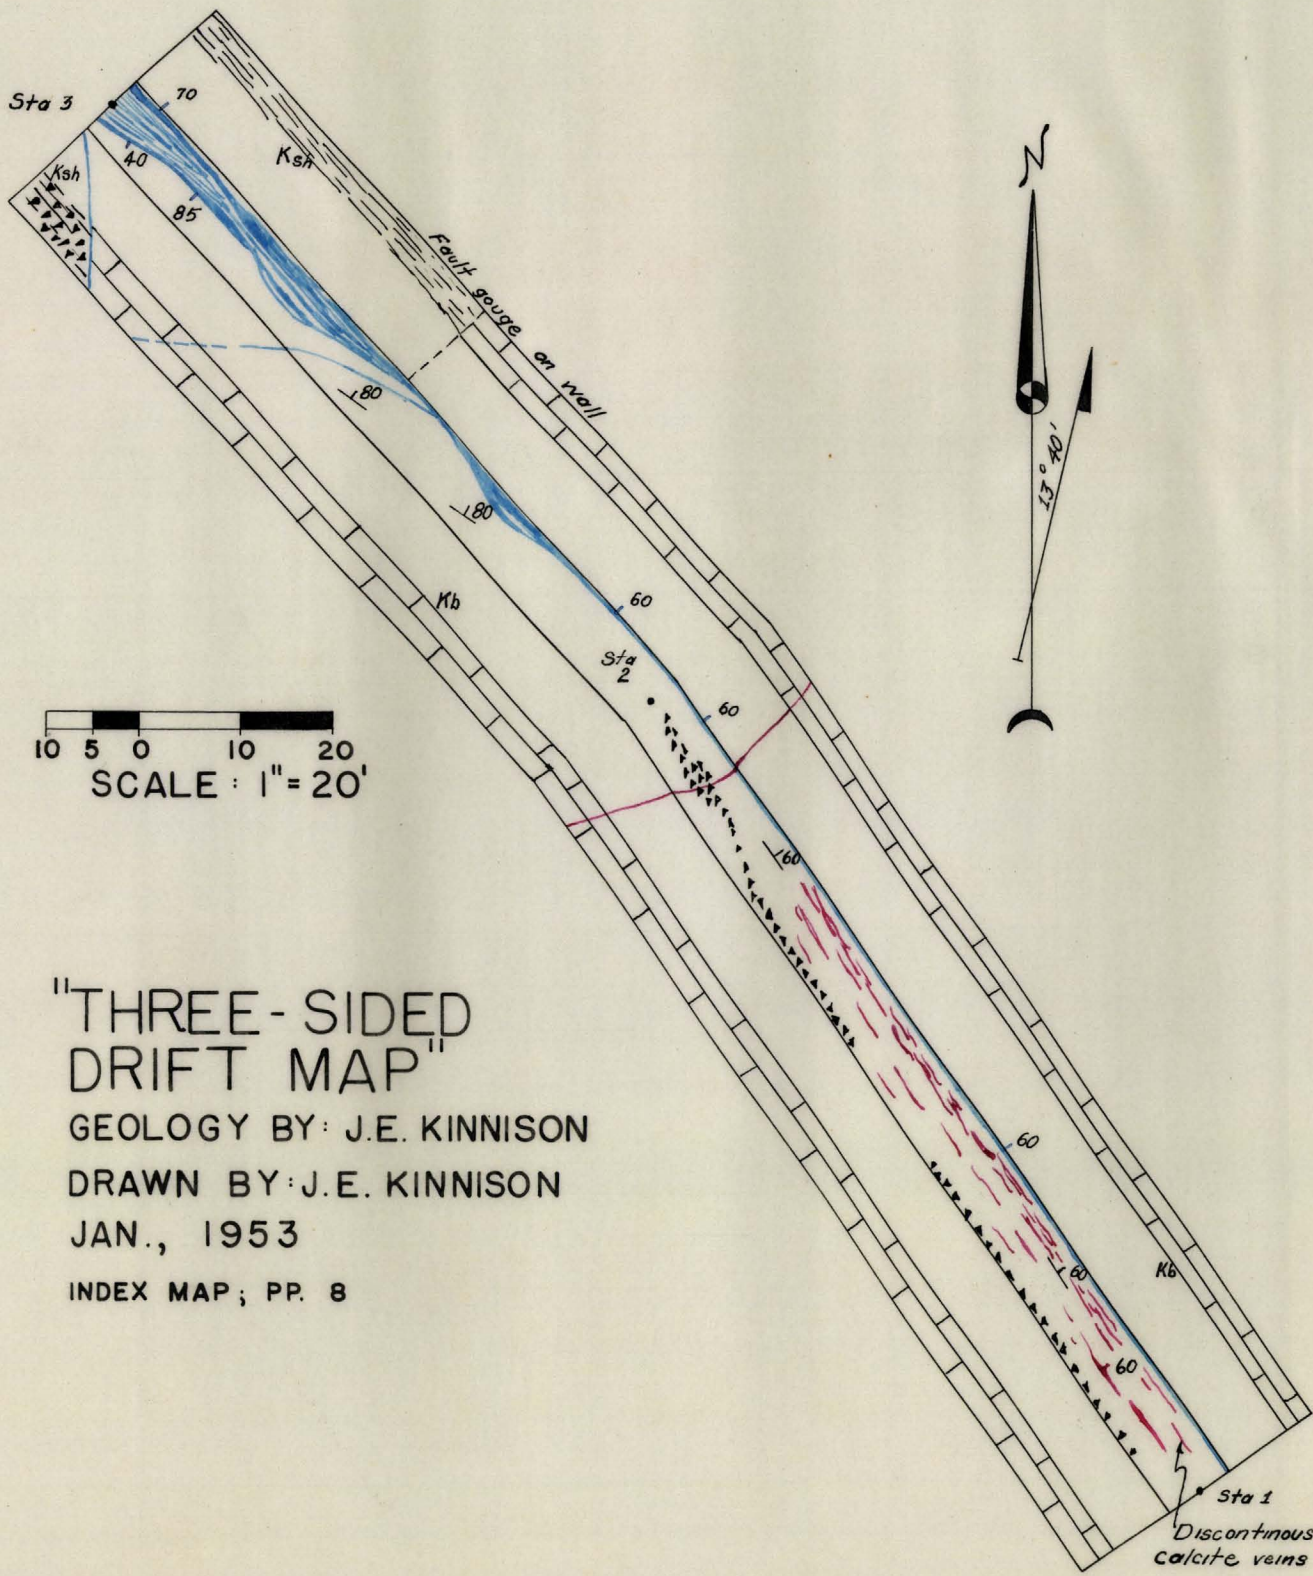 Sta 3
70
40
Ksh
Ksh
85
Fault gouge on wall
N
13° 40'
80
80
Kb
60
Sta
2
60
10 5 0 10 20
SCALE : 1" = 20'
60
"THREE-SIDED
DRIFT MAP"
GEOLOGY BY: J.E. KINNISON
DRAWN BY: J.E. KINNISON
JAN., 1953
INDEX MAP; PP. 8
60
60
Kb
60
Sta 1
Discontinous
calcite veins